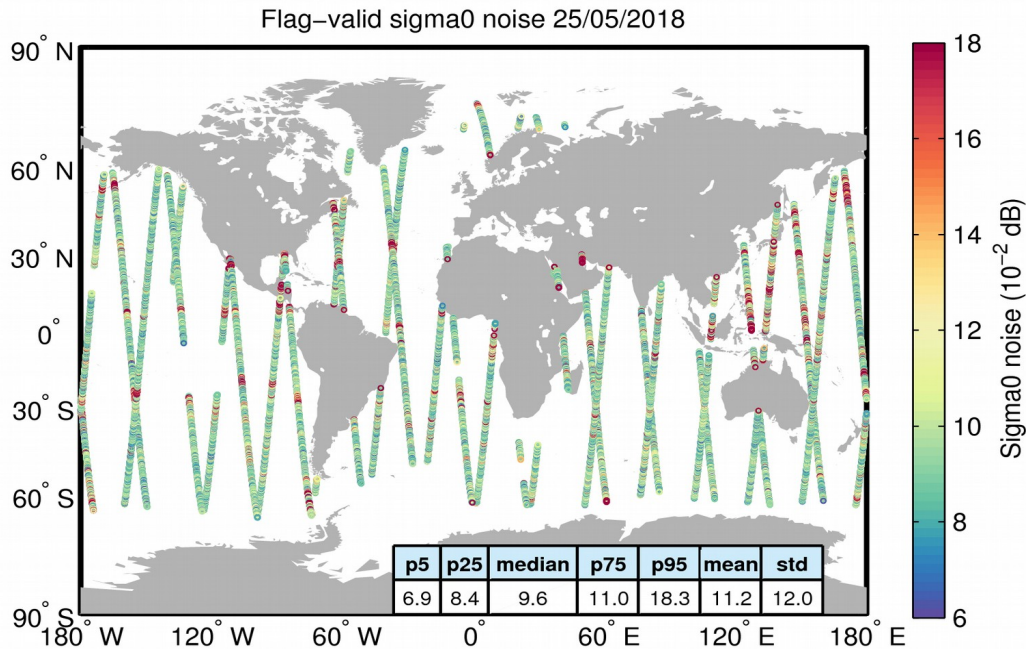 Flag−valid sigma0 noise 25/05/2018
90° N
60° N
30° N
0°
30° S
60° S
90° S
180° W
120° W
60° W
0°
60° E
120° E
180° E
p5 p25 median p75 p95 mean std
6.9 8.4 9.6 11.0 18.3 11.2 12.0
18
16
14
12
10
8
6
Sigma0 noise (10⁻² dB)